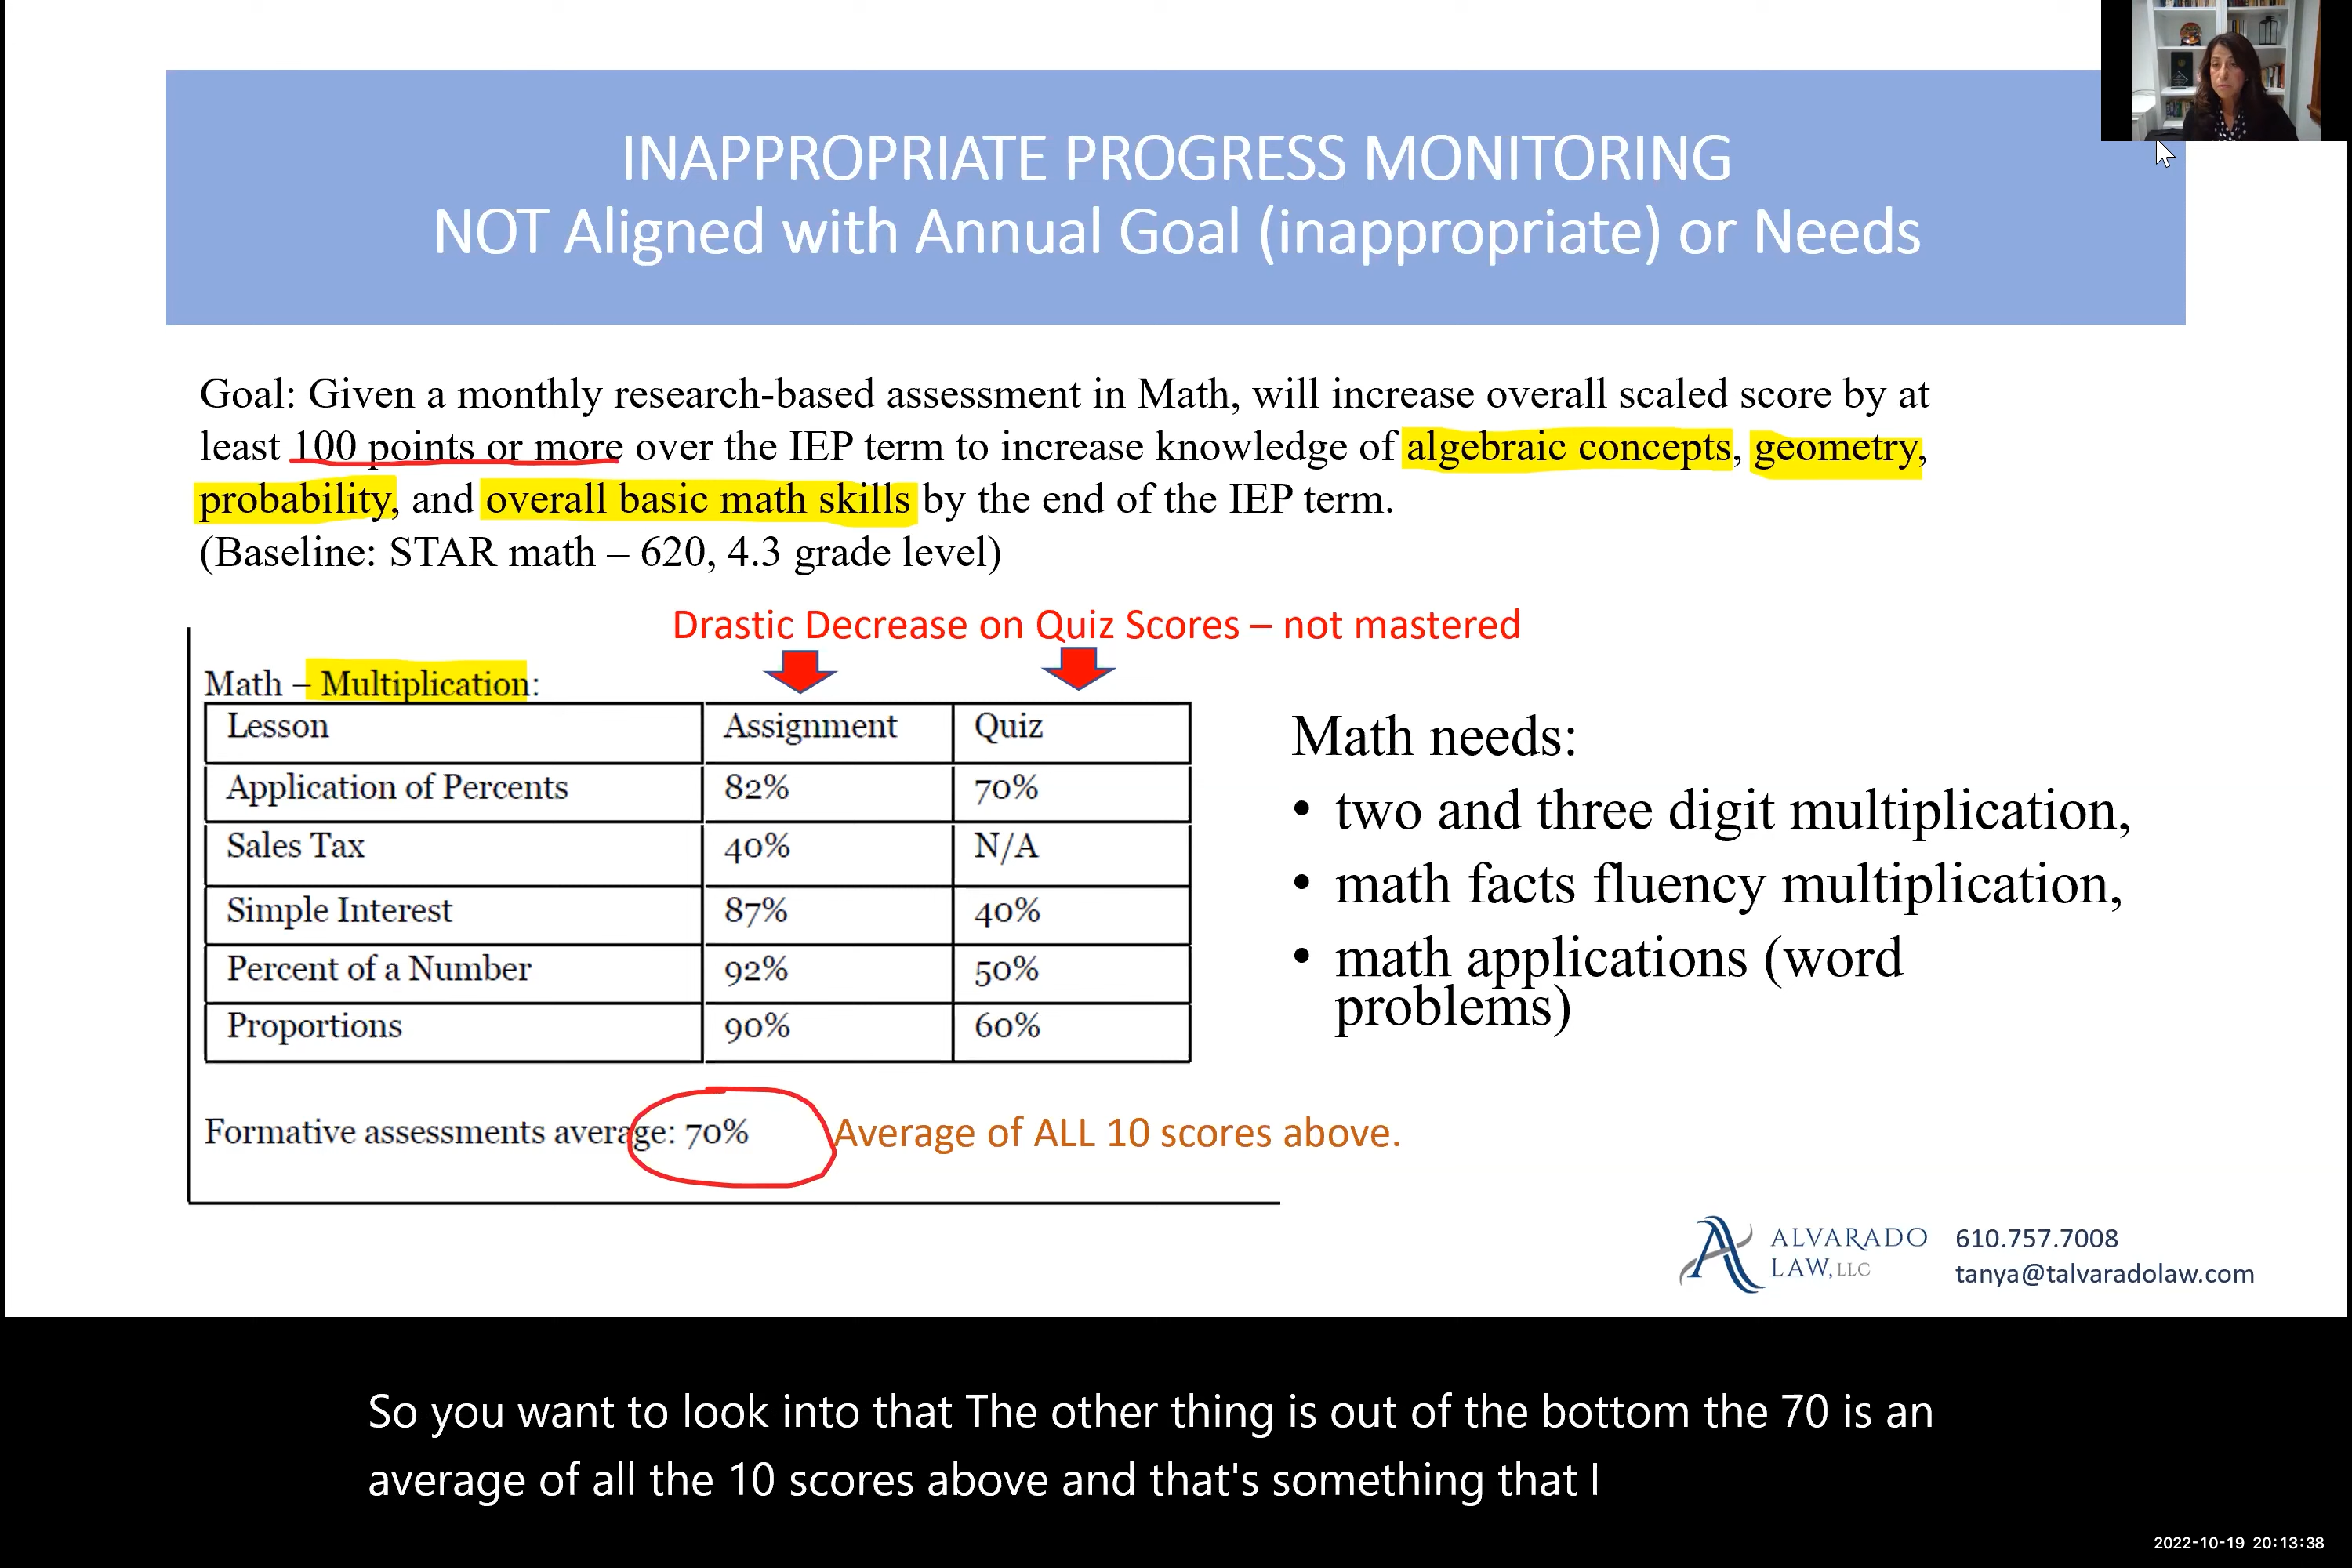 INAPPROPRIATE PROGRESS MONITORING
NOT Aligned with Annual Goal (inappropriate) or Needs
Goal: Given a monthly research-based assessment in Math, will increase overall scaled score by at
least 100 points or more over the IEP term to increase knowledge of algebraic concepts, geometry,
probability, and overall basic math skills by the end of the IEP term.
(Baseline: STAR math – 620, 4.3 grade level)
Drastic Decrease on Quiz Scores – not mastered
Math – Multiplication:
Lesson Assignment Quiz
Application of Percents 82% 70%
Sales Tax 40% N/A
Simple Interest 87% 40%
Percent of a Number 92% 50%
Proportions 90% 60%
Formative assessments average: 70% Average of ALL 10 scores above.
Math needs:
• two and three digit multiplication,
• math facts fluency multiplication,
• math applications (word
problems)
ALVARADO
LAW, LLC
610.757.7008
tanya@talvaradolaw.com
So you want to look into that The other thing is out of the bottom the 70 is an
average of all the 10 scores above and that's something that I
2022-10-19 20:13:38